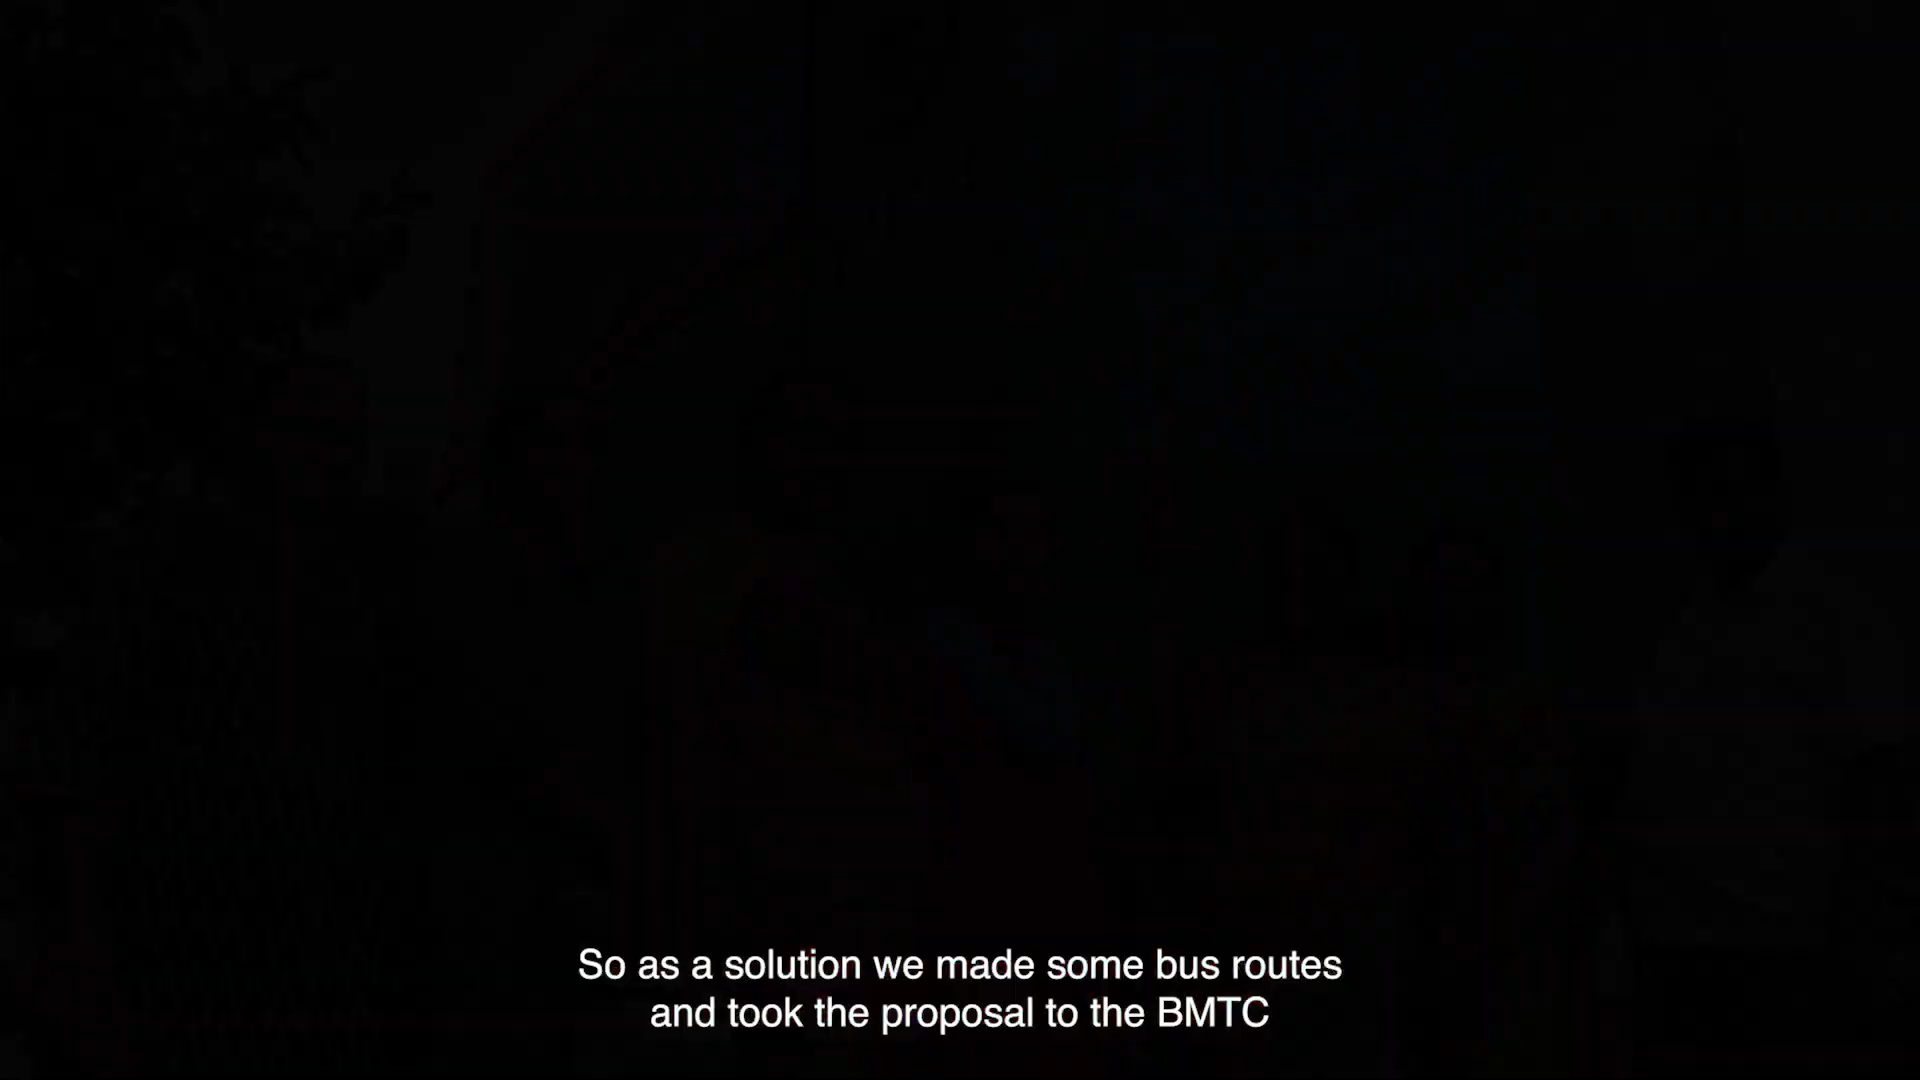 So as a solution we made some bus routes
and took the proposal to the BMTC